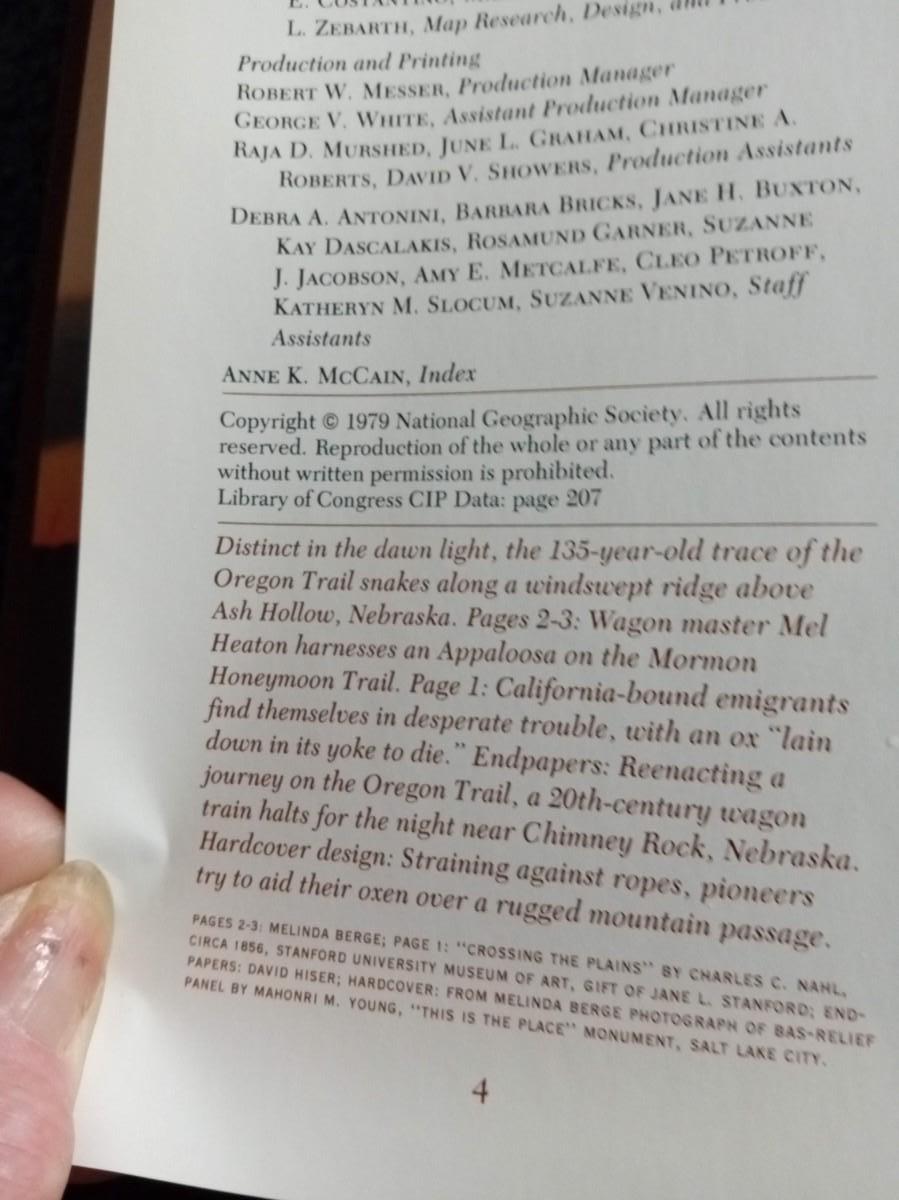 E. COSTANTINO,
L. ZEBARTH, Map Research, Design, and
Production and Printing
ROBERT W. MESSER, Production Manager
GEORGE V. WHITE, Assistant Production Manager
RAJA D. MURSHED, JUNE L. GRAHAM, CHRISTINE A.
ROBERTS, DAVID V. SHOWERS, Production Assistants
DEBRA A. ANTONINI, BARBARA BRICKS, JANE H. BUXTON,
KAY DASCALAKIS, ROSAMUND GARNER, SUZANNE
J. JACOBSON, AMY E. METCALFE, CLEO PETROFF,
KATHERYN M. SLOCUM, SUZANNE VENINO, Staff
Assistants
ANNE K. MCCAIN, Index
Copyright © 1979 National Geographic Society. All rights
reserved. Reproduction of the whole or any part of the contents
without written permission is prohibited.
Library of Congress CIP Data: page 207
Distinct in the dawn light, the 135-year-old trace of the
Oregon Trail snakes along a windswept ridge above
Ash Hollow, Nebraska. Pages 2-3: Wagon master Mel
Heaton harnesses an Appaloosa on the Mormon
Honeymoon Trail. Page 1: California-bound emigrants
find themselves in desperate trouble, with an ox “lain
down in its yoke to die.” Endpapers: Reenacting a
journey on the Oregon Trail, a 20th-century wagon
train halts for the night near Chimney Rock, Nebraska.
Hardcover design: Straining against ropes, pioneers
try to aid their oxen over a rugged mountain passage.
PAGES 2-3: MELINDA BERGE; PAGE 1: “CROSSING THE PLAINS” BY CHARLES C. NAHL,
CIRCA 1856, STANFORD UNIVERSITY MUSEUM OF ART, GIFT OF JANE L. STANFORD; END-
PAPERS: DAVID HISER; HARDCOVER: FROM MELINDA BERGE PHOTOGRAPH OF BAS-RELIEF
PANEL BY MAHONRI M. YOUNG, “THIS IS THE PLACE” MONUMENT, SALT LAKE CITY.
4